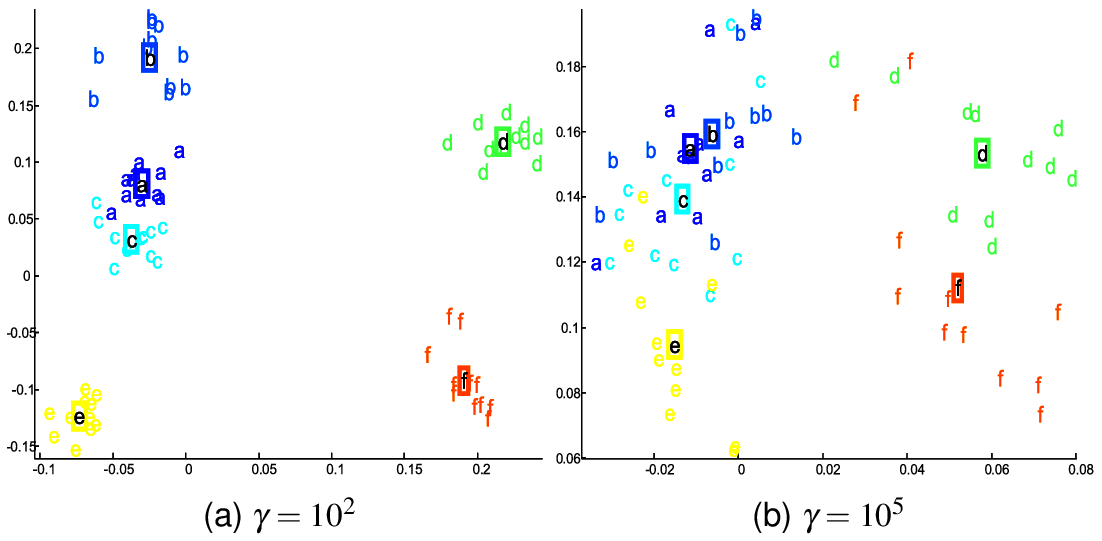 0.2
0.15
0.1
0.05
0
-0.05
-0.1
-0.15
-0.1 -0.05 0 0.05 0.1 0.15 0.2
b
a
c
d
e
f
(a) γ = 10²
0.18
0.16
0.14
0.12
0.1
0.08
0.06
-0.02 0 0.02 0.04 0.06 0.08
b
a
c
d
e
f
(b) γ = 10⁵